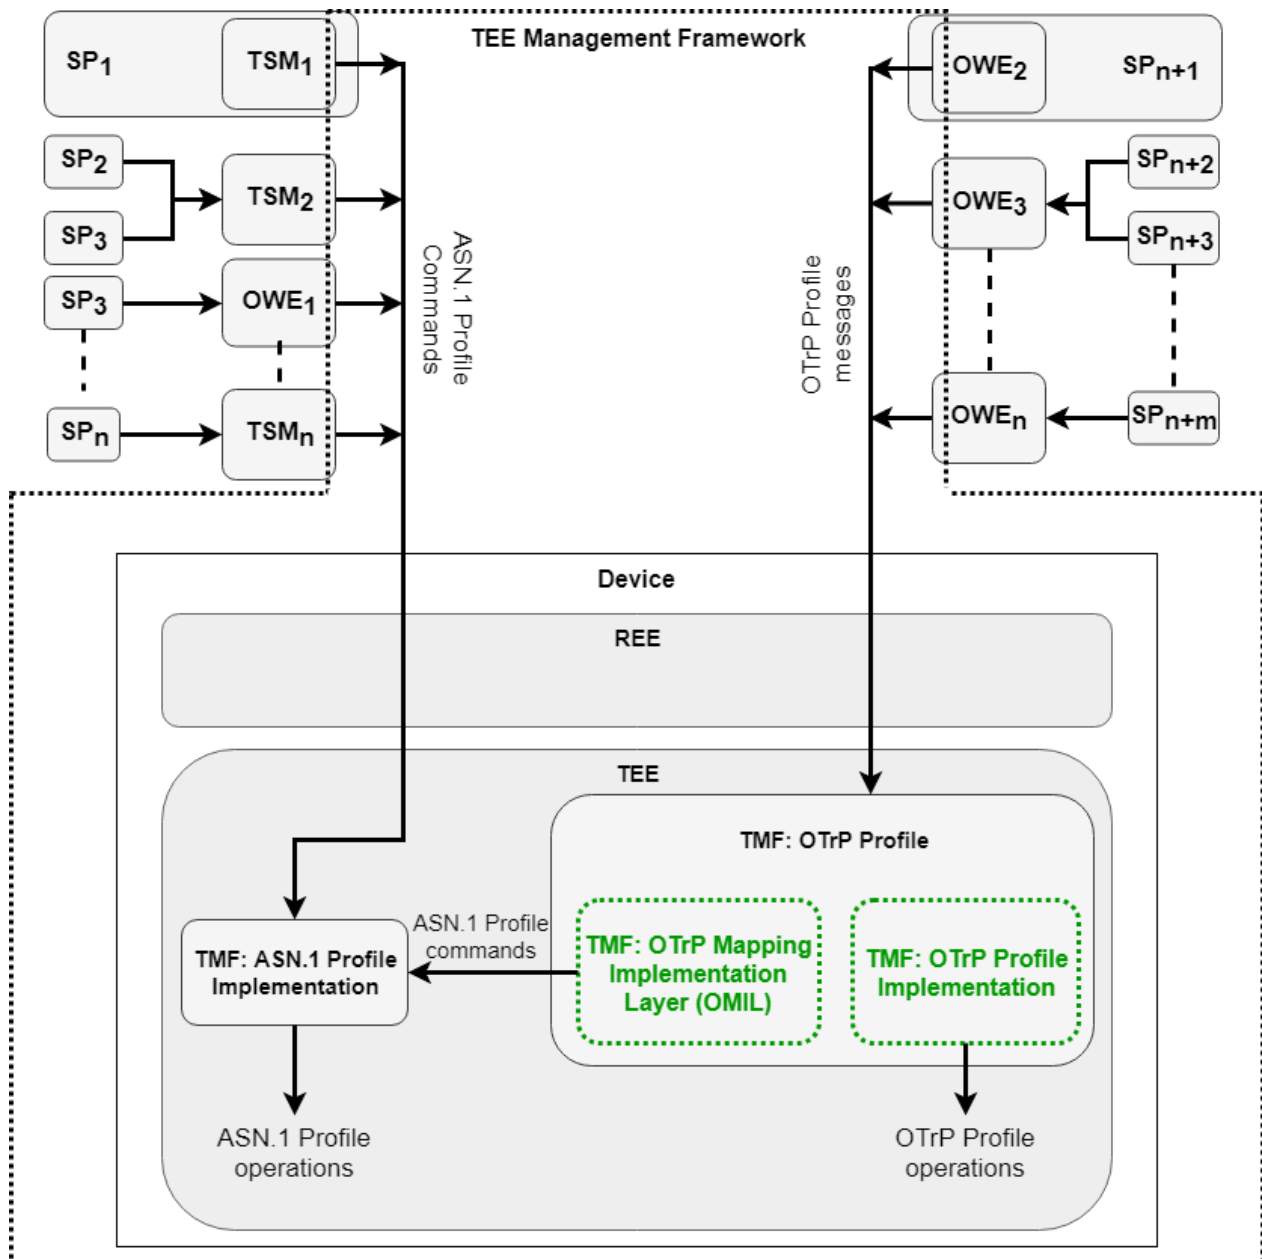 TEE Management Framework
SP1
TSM1
SP2
SP3
TSM2
SP3
OWE1
SPn
TSMn
ASN.1 Profile
Commands
OWE2
SPn+1
OWE3
SPn+2
SPn+3
OWEn
SPn+m
OTrP Profile
messages
Device
REE
TEE
TMF: OTrP Profile
TMF: ASN.1 Profile
Implementation
ASN.1 Profile
commands
TMF: OTrP Mapping
Implementation
Layer (OMIL)
TMF: OTrP Profile
Implementation
ASN.1 Profile
operations
OTrP Profile
operations